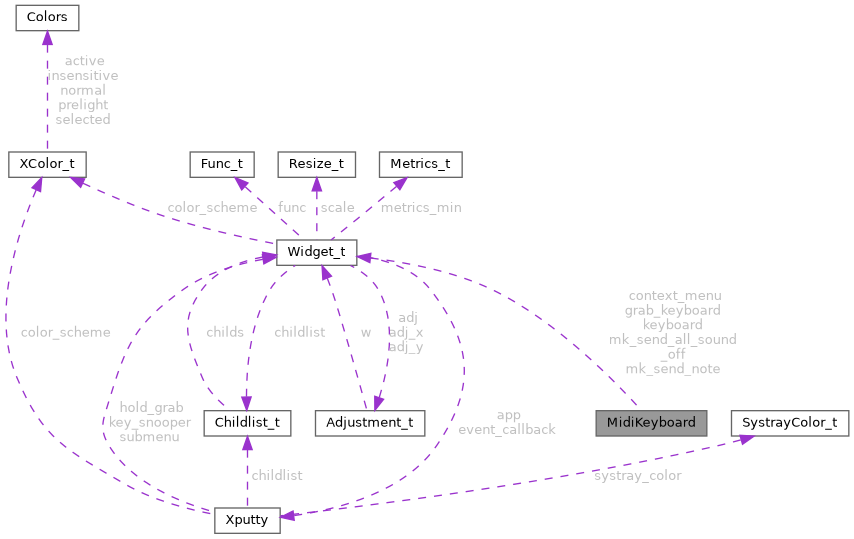 Colors
active
insensitive
normal
prelight
selected
XColor_t
Func_t
Resize_t
Metrics_t
color_scheme
func
scale
metrics_min
Widget_t
context_menu
grab_keyboard
keyboard
mk_send_all_sound
_off
mk_send_note
color_scheme
childs
childlist
w
adj
adj_x
adj_y
hold_grab
key_snooper
submenu
Childlist_t
Adjustment_t
app
event_callback
MidiKeyboard
SystrayColor_t
childlist
systray_color
Xputty